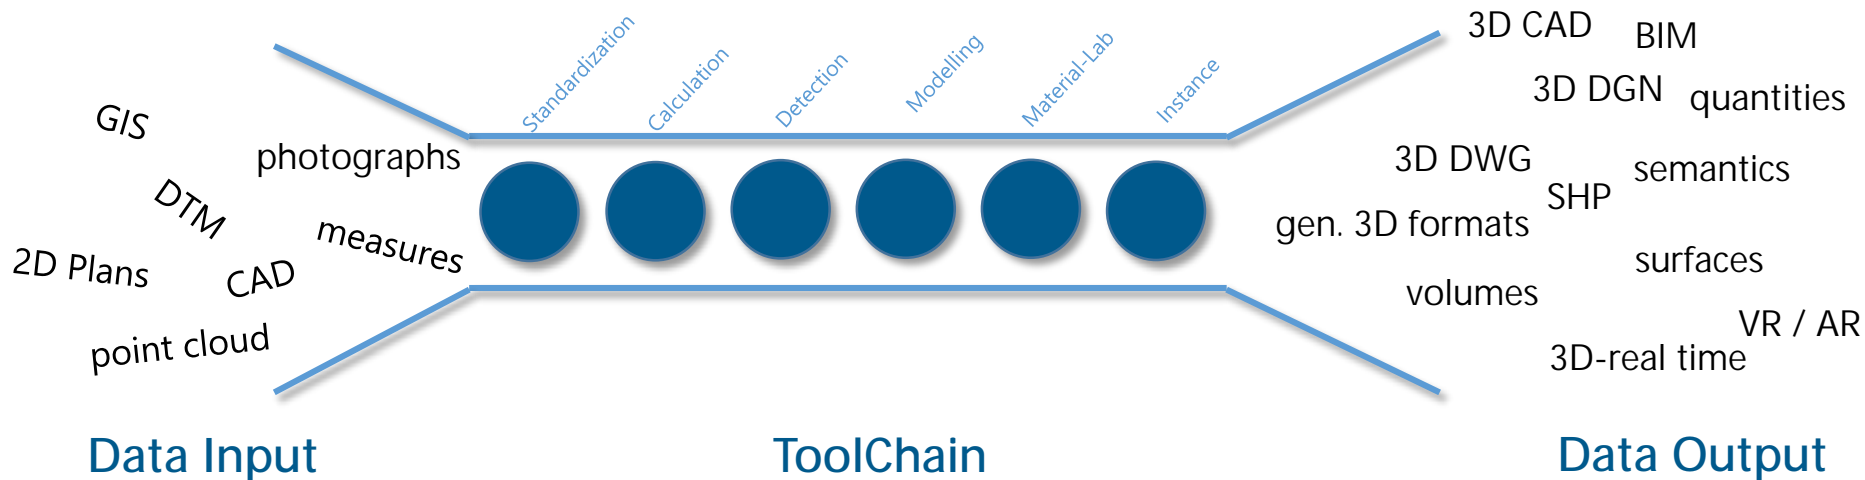 GIS
photographs
DTM
measures
2D Plans
CAD
point cloud
Data Input
Standardization
Calculation
Detection
Modelling
Material-Lab
Instance
ToolChain
3D CAD
BIM
3D DGN
quantities
3D DWG
semantics
SHP
gen. 3D formats
surfaces
volumes
VR / AR
3D-real time
Data Output